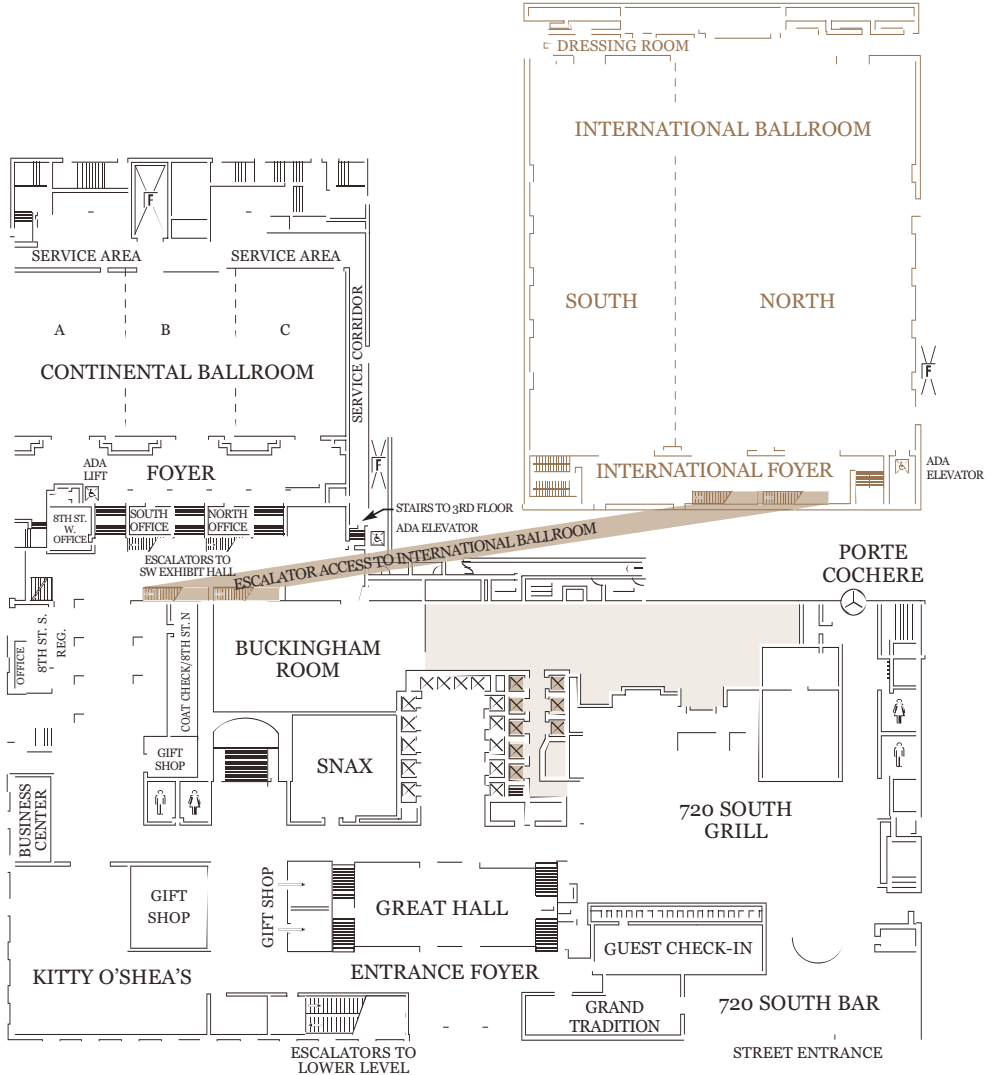 DRESSING ROOM
INTERNATIONAL BALLROOM
F
SERVICE AREA
SERVICE AREA
SOUTH
NORTH
A
B
C
SERVICE CORRIDOR
CONTINENTAL BALLROOM
F
F
ADA
LIFT
FOYER
INTERNATIONAL FOYER
ADA
ELEVATOR
8TH ST.
W.
OFFICE
SOUTH
OFFICE
NORTH
OFFICE
STAIRS TO 3RD FLOOR
ADA ELEVATOR
ESCALATORS TO
SW EXHIBIT HALL
ESCALATOR ACCESS TO INTERNATIONAL BALLROOM
PORTE
COCHERE
OFFICE
8TH ST. S.
REG.
COAT CHECK/8TH ST. N
BUCKINGHAM
ROOM
GIFT
SHOP
SNAX
BUSINESS
CENTER
720 SOUTH
GRILL
GIFT
SHOP
GIFT SHOP
GREAT HALL
GUEST CHECK-IN
KITTY O'SHEA'S
ENTRANCE FOYER
GRAND
TRADITION
720 SOUTH BAR
ESCALATORS TO
LOWER LEVEL
STREET ENTRANCE